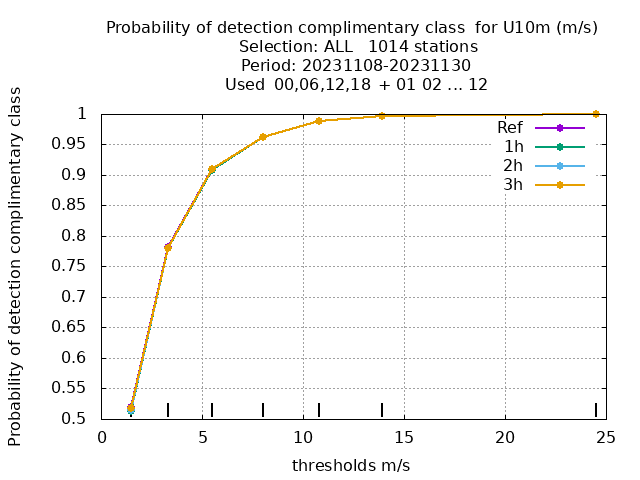 Probability of detection complimentary class  for U10m (m/s)
Selection: ALL   1014 stations
Period: 20231108-20231130
Used  00,06,12,18  + 01 02 ... 12
Probability of detection complimentary class
1
0.95
0.9
0.85
0.8
0.75
0.7
0.65
0.6
0.55
0.5
Ref
1h
2h
3h
0 5 10 15 20 25
thresholds m/s